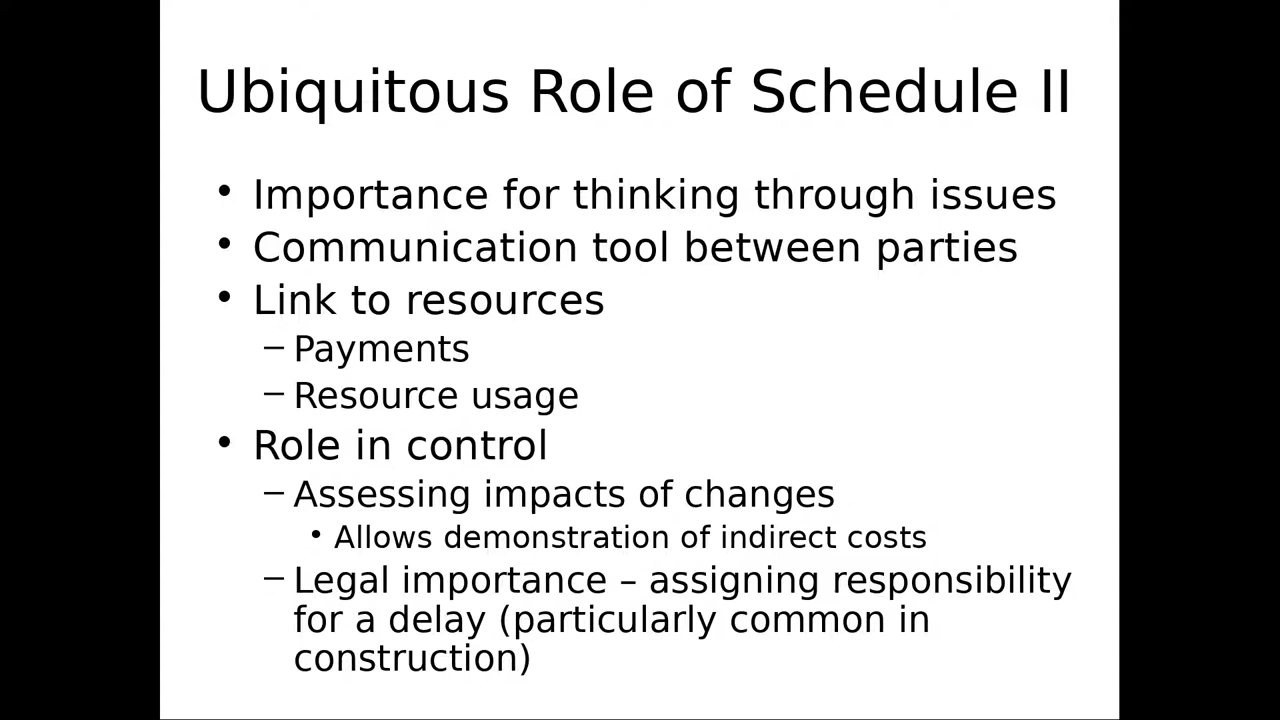 Ubiquitous Role of Schedule II
• Importance for thinking through issues
• Communication tool between parties
• Link to resources
– Payments
– Resource usage
• Role in control
– Assessing impacts of changes
• Allows demonstration of indirect costs
– Legal importance – assigning responsibility
for a delay (particularly common in
construction)